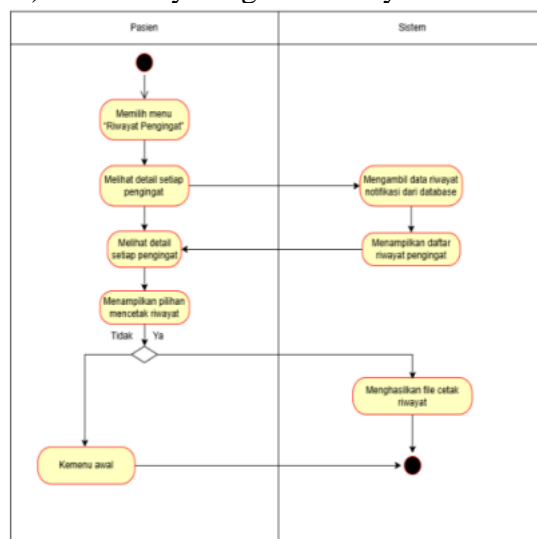 Pasien
Sistem
Memilih menu
"Riwayat Pengingat"
Melihat detail setiap
pengingat
Mengambil data riwayat
notifikasi dari database
Melihat detail
setiap pengingat
Menampilkan daftar
riwayat pengingat
Menampilkan pilihan
mencetak riwayat
Tidak
Ya
Menghasilkan file cetak
riwayat
Kemenu awal